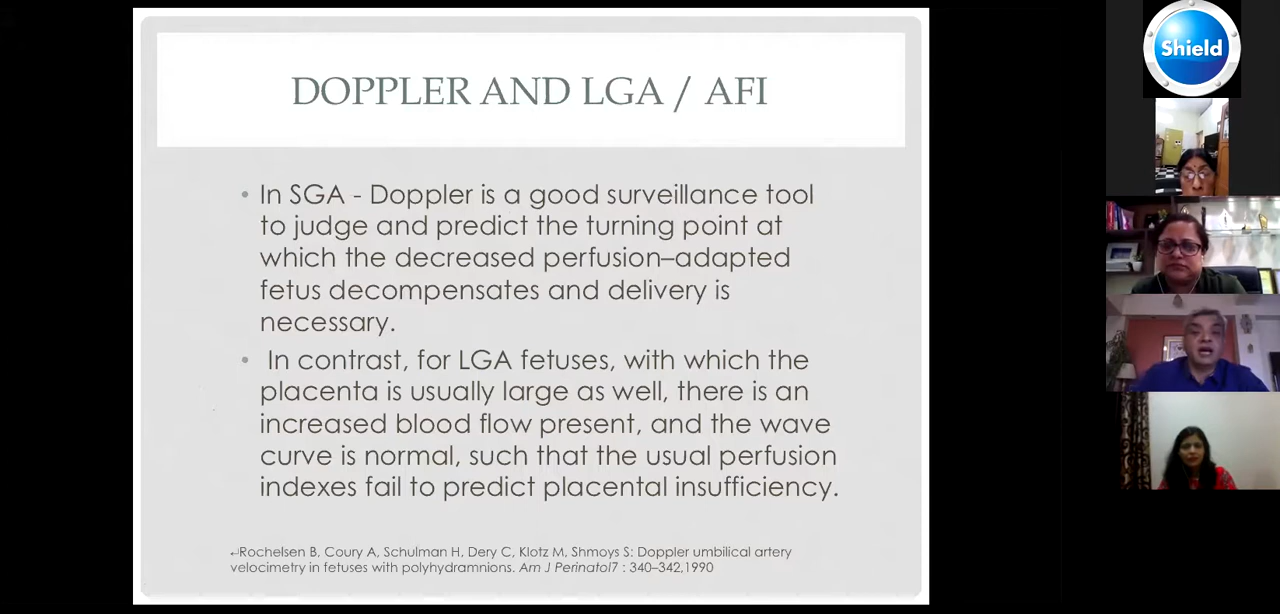 DOPPLER AND LGA / AFI
• In SGA - Doppler is a good surveillance tool
to judge and predict the turning point at
which the decreased perfusion–adapted
fetus decompensates and delivery is
necessary.
• In contrast, for LGA fetuses, with which the
placenta is usually large as well, there is an
increased blood flow present, and the wave
curve is normal, such that the usual perfusion
indexes fail to predict placental insufficiency.
↵Rochelsen B, Coury A, Schulman H, Dery C, Klotz M, Shmoys S: Doppler umbilical artery
velocimetry in fetuses with polyhydramnions. Am J Perinatol7 : 340–342,1990
Shield